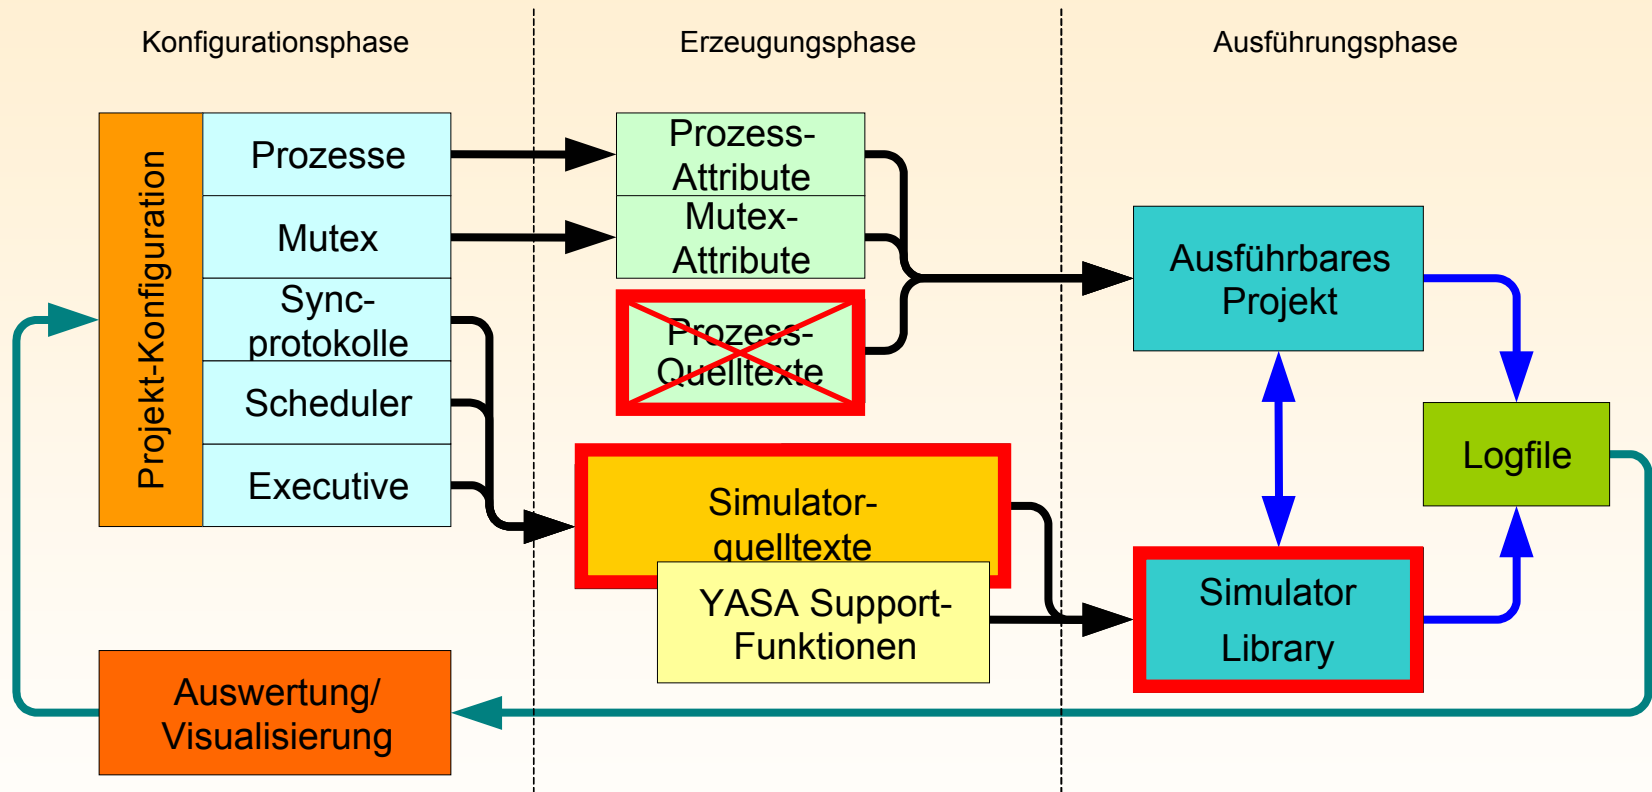 Konfigurationsphase
Erzeugungsphase
Ausführungsphase
Projekt-Konfiguration
Prozesse
Mutex
Sync-
protokolle
Scheduler
Executive
Prozess-
Attribute
Mutex-
Attribute
Prozess-
Quelltexte
Simulator-
quelltexte
YASA Support-
Funktionen
Ausführbares
Projekt
Simulator
Library
Logfile
Auswertung/
Visualisierung